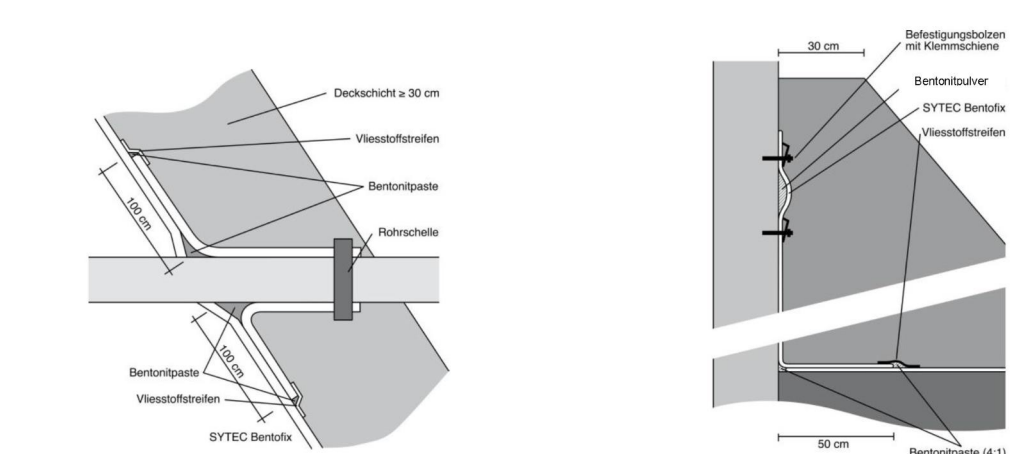 Deckschicht ≥ 30 cm
Vliesstoffstreifen
Bentonitpaste
100 cm
Rohrschelle
100 cm
Bentonitpaste
Vliesstoffstreifen
SYTEC Bentofix
30 cm
Befestigungsbolzen
mit Klemmschiene
Bentonitpulver
SYTEC Bentofix
Vliesstoffstreifen
50 cm
Bentonitpaste (4:1)